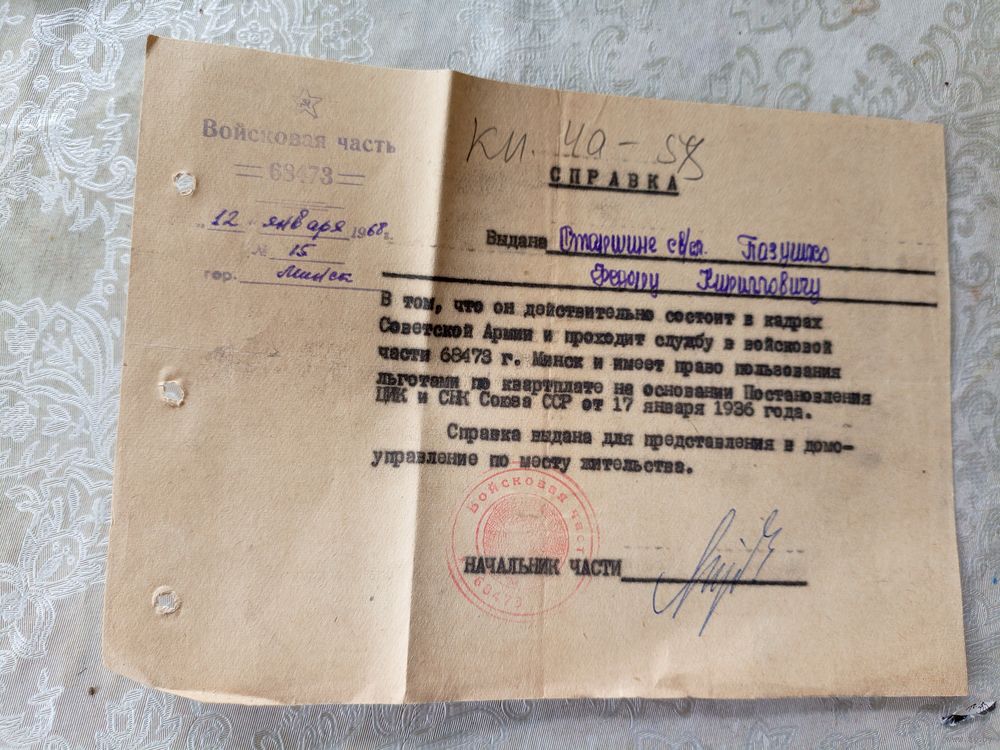 Войсковая часть
68473
„12“ января 1968г.
№ 15
гор. Минск
КП. 49 -
СПРАВКА
Выдана Старшине св/сл. Пазушко
Федору Кирилловичу
В том, что он действительно состоит в кадрах
Советской Армии и проходит службу в войсковой
части 68473 г. Минск и имеет право пользования
льготами по квартплате на основании Постановления
ЦИК и СНК Союза ССР от 17 января 1936 года.
Справка выдана для представления в домо-
управление по месту жительства.
Войсковая часть
68473
НАЧАЛЬНИК ЧАСТИ